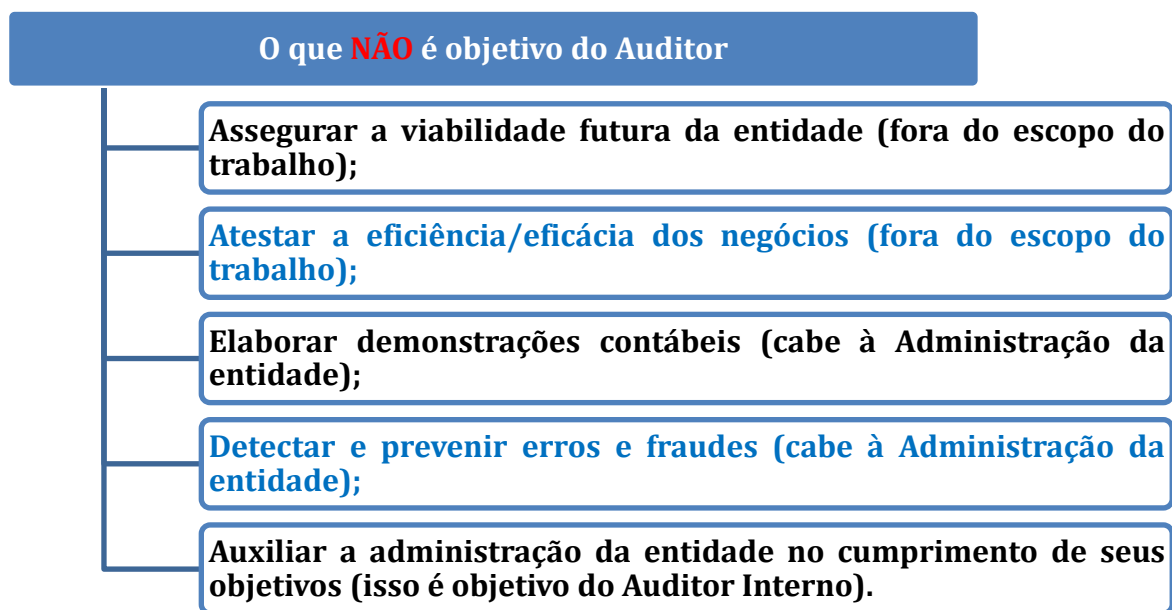 O que NÃO é objetivo do Auditor
Assegurar a viabilidade futura da entidade (fora do escopo do
trabalho);
Atestar a eficiência/eficácia dos negócios (fora do escopo do
trabalho);
Elaborar demonstrações contábeis (cabe à Administração da
entidade);
Detectar e prevenir erros e fraudes (cabe à Administração da
entidade);
Auxiliar a administração da entidade no cumprimento de seus
objetivos (isso é objetivo do Auditor Interno).